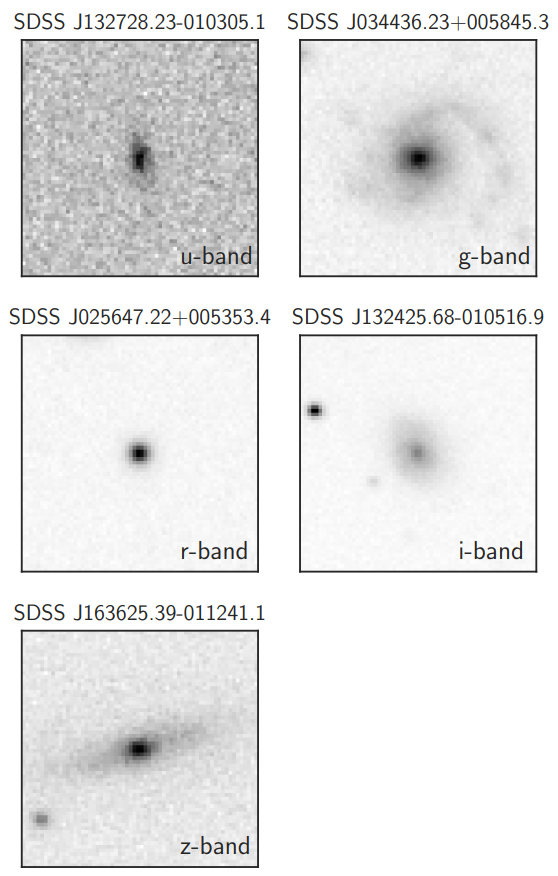 SDSS J132728.23-010305.1
u-band
SDSS J034436.23+005845.3
g-band
SDSS J025647.22+005353.4
r-band
SDSS J132425.68-010516.9
i-band
SDSS J163625.39-011241.1
z-band